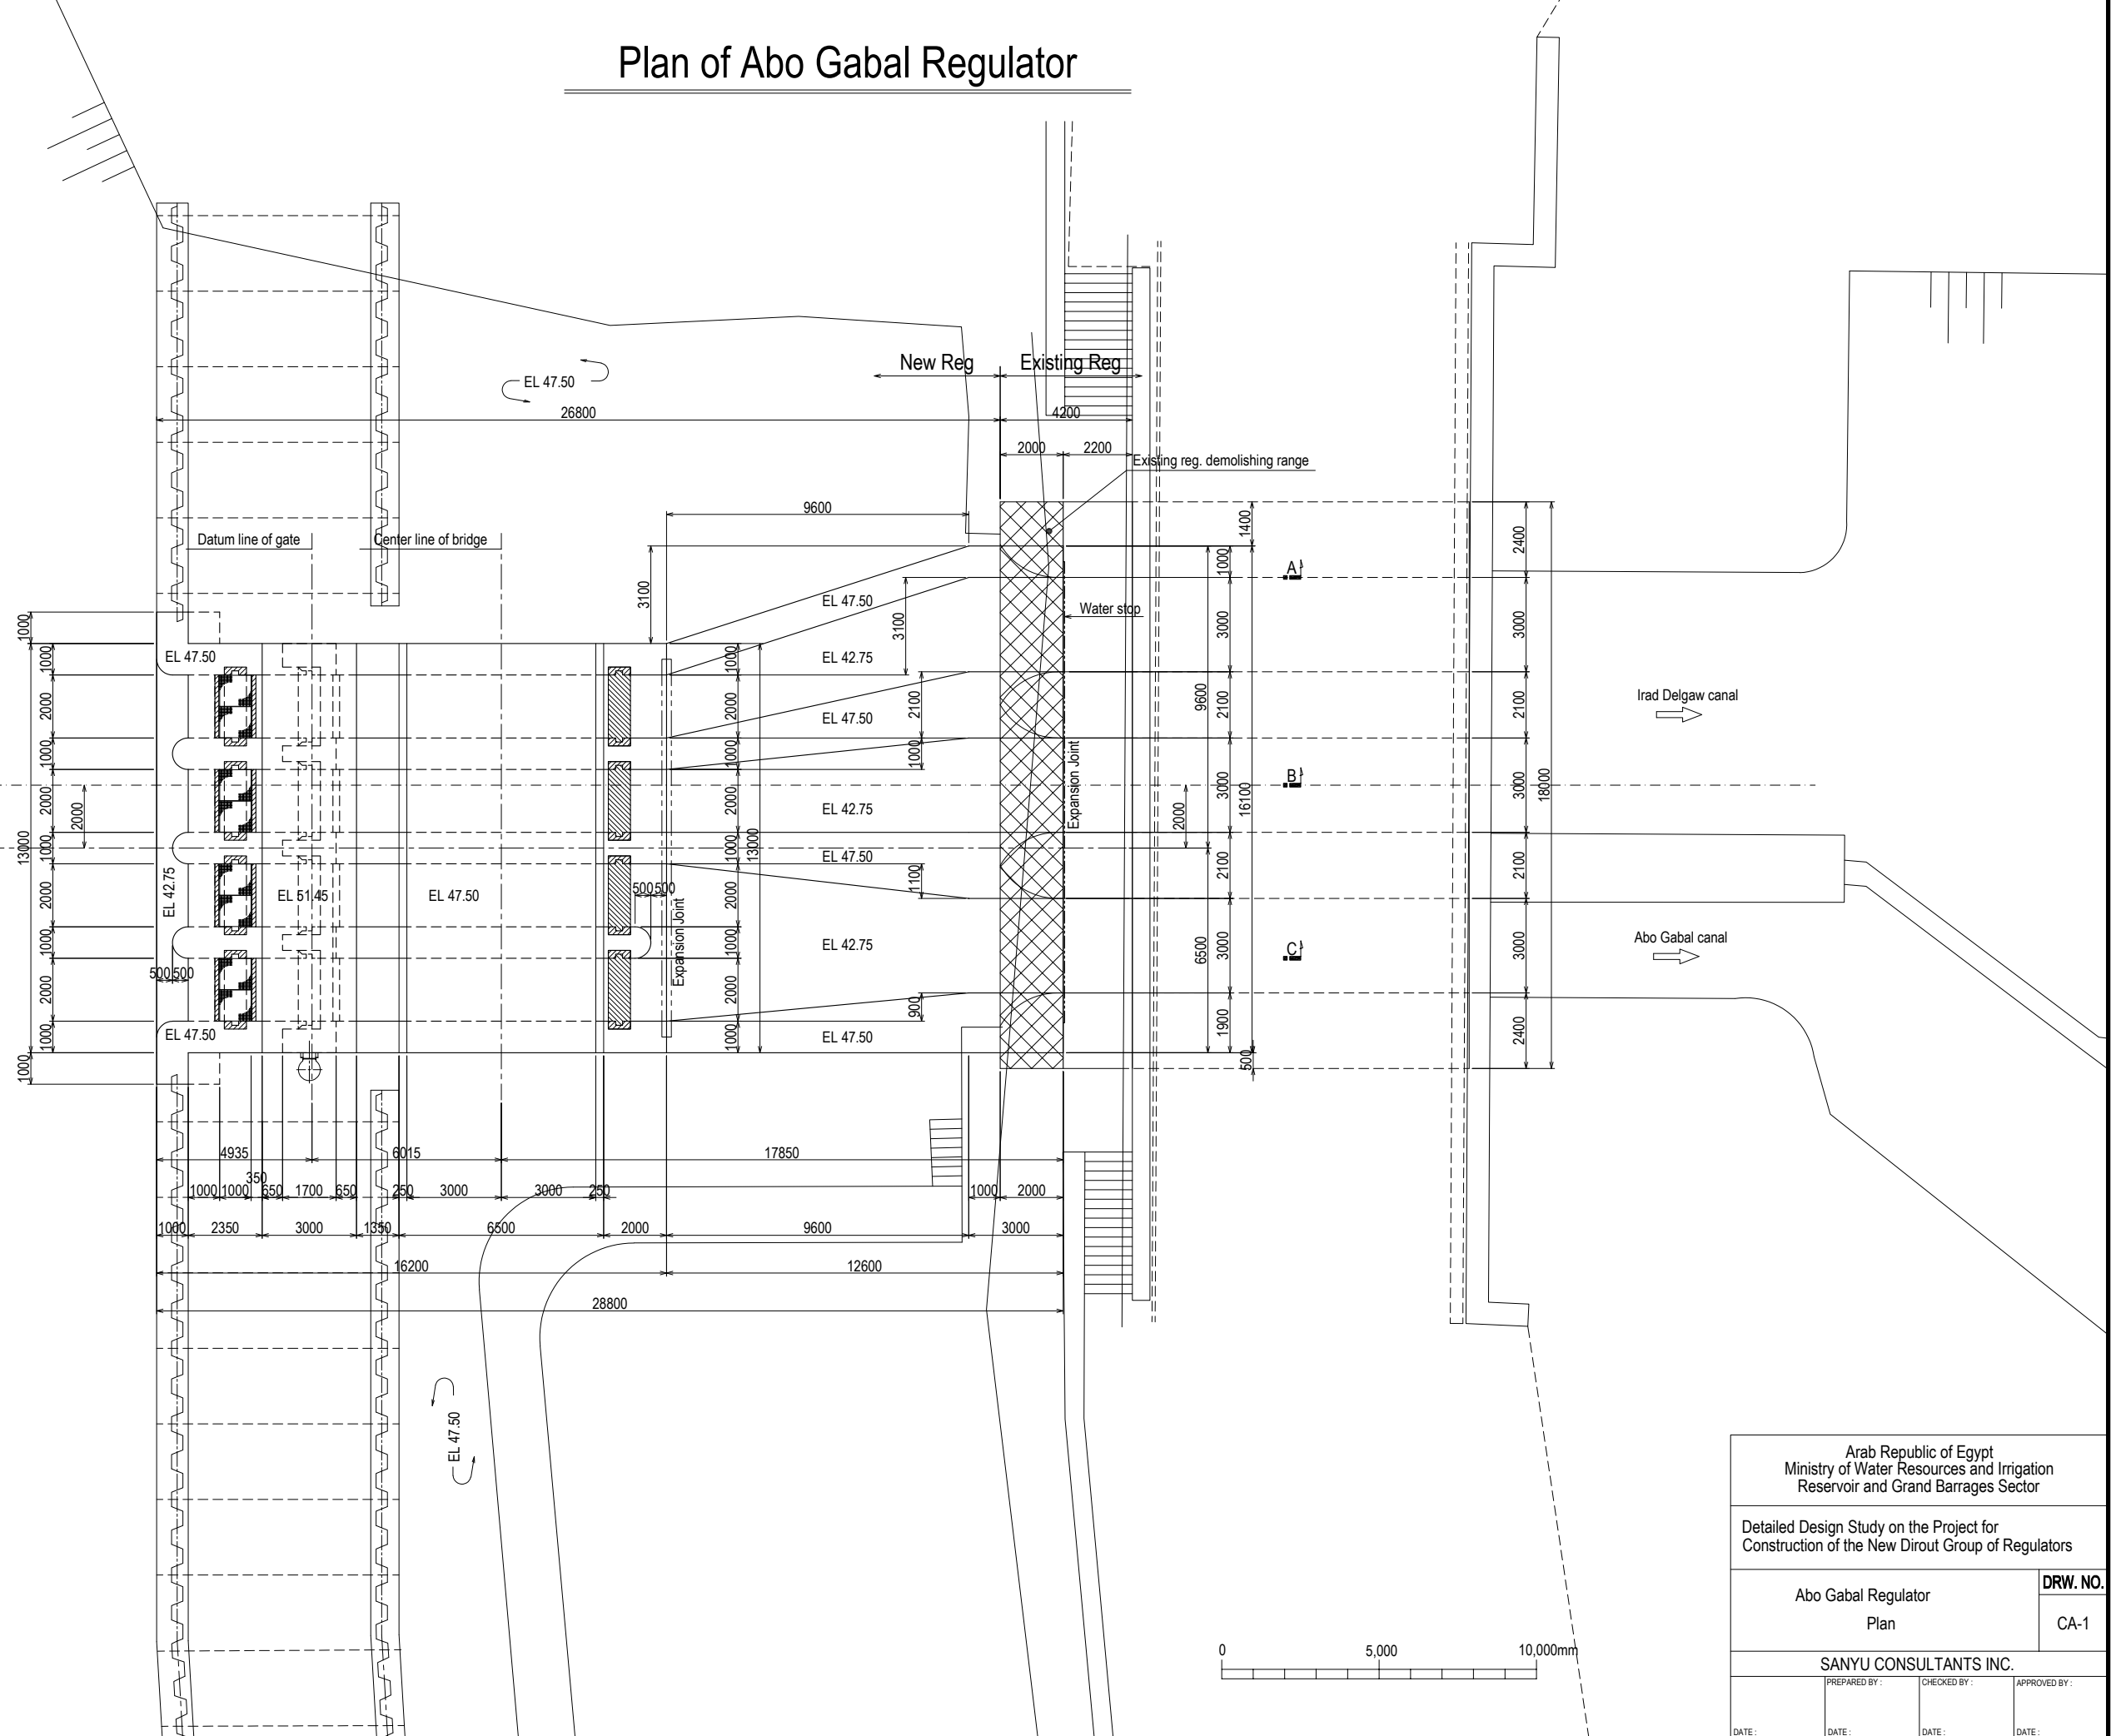 Plan of Abo Gabal Regulator
New Reg
Existing Reg
EL 47.50
26800
4200
2000
2200
Existing reg. demolishing range
9600
Datum line of gate
Center line of bridge
1400
2400
1000
A
3100
EL 47.50
3100
Water stop
3000
3000
1000
1000
EL 47.50
1000
EL 42.75
Irad Delgaw canal
2000
2000
EL 47.50
2100
9600
2100
2100
1000
1000
1000
Expansion Joint
B
2000
2000
2000
EL 42.75
2000
3000
16100
3000
18000
13000
1000
1000
13000
EL 47.50
2100
2100
EL 42.75
2000
EL 51.45
EL 47.50
500
500
2000
1100
Expansion Joint
1000
1000
EL 42.75
6500
3000
C
3000
Abo Gabal canal
500
500
2000
2000
900
1900
2400
EL 47.50
1000
1000
EL 47.50
1000
500
4935
6015
17850
350
1000
1000
650
1700
650
250
3000
3000
250
1000
2000
1000
2350
3000
1350
6500
2000
9600
3000
16200
12600
28800
EL 47.50
Arab Republic of Egypt
Ministry of Water Resources and Irrigation
Reservoir and Grand Barrages Sector
Detailed Design Study on the Project for
Construction of the New Dirout Group of Regulators
DRW. NO.
Abo Gabal Regulator
Plan
CA-1
0
5,000
10,000mm
SANYU CONSULTANTS INC.
PREPARED BY :
CHECKED BY :
APPROVED BY :
DATE :
DATE :
DATE :
DATE :